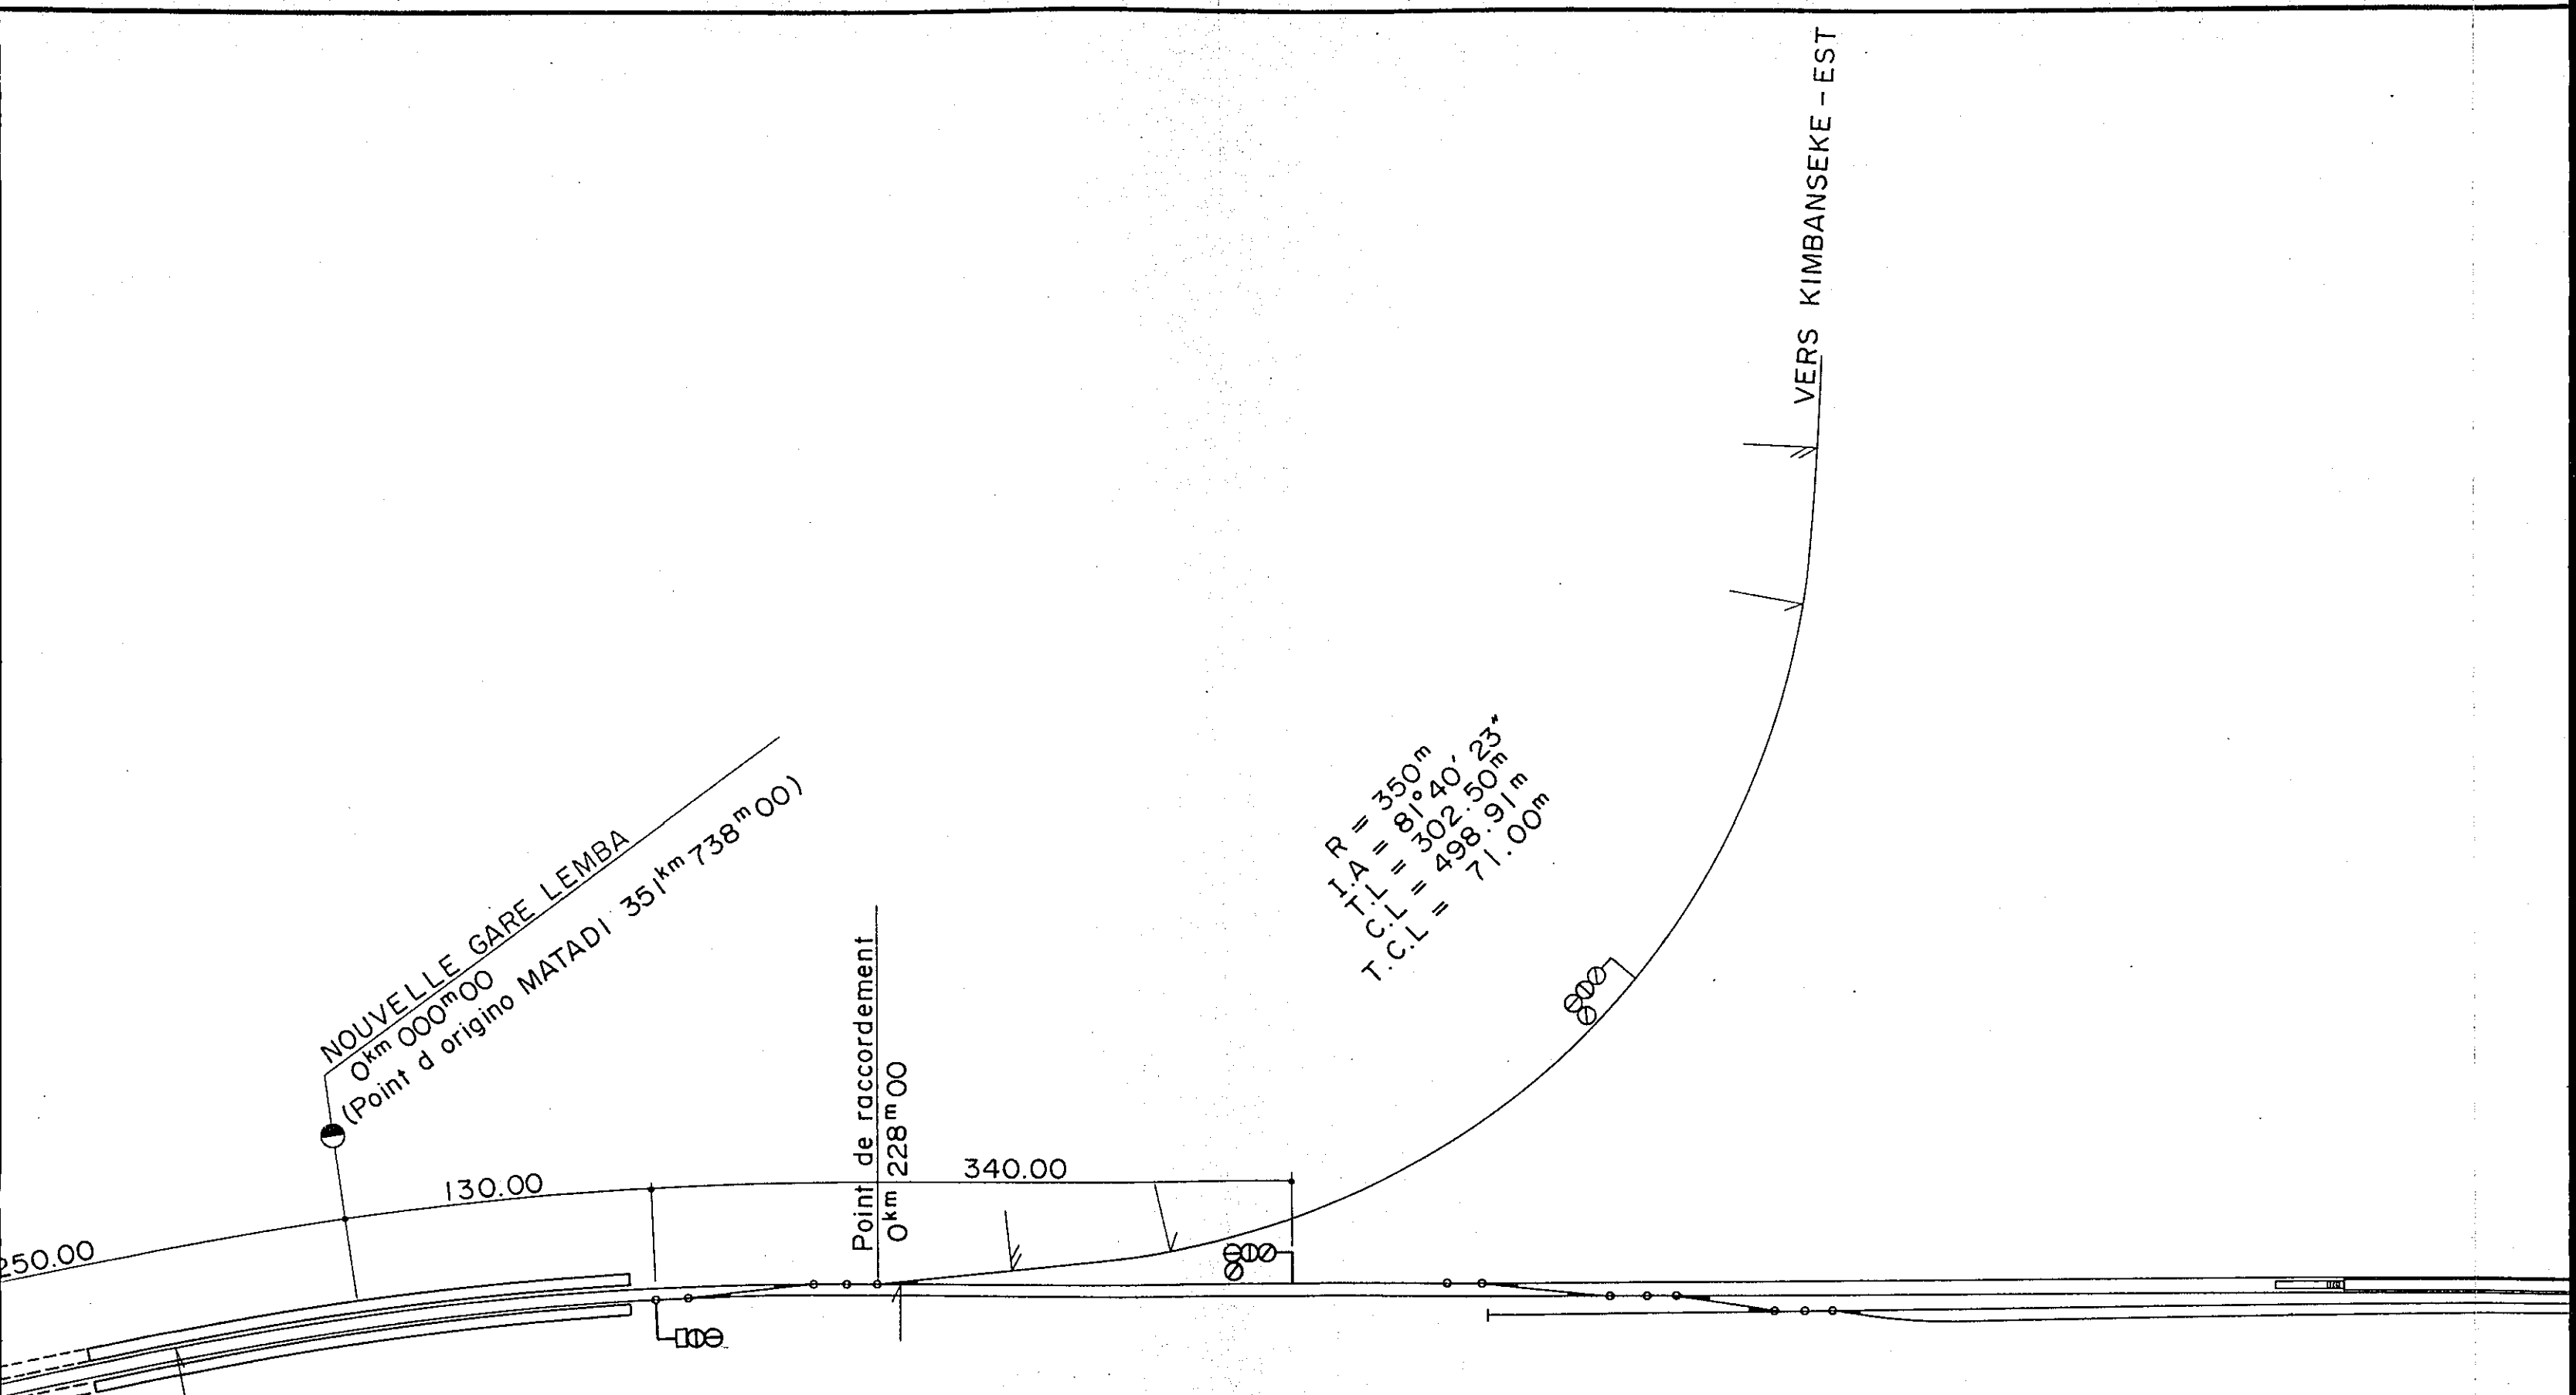 VERS KIMBANSEKE-EST
R = 350m
I.A = 81°40′23″
T.L = 302.50m
C.L = 498.91m
T.C.L = 71.00m
NOUVELLE GARE LEMBA
0km 000m00
(Point d origino MATADI 351km 738m00)
Point de raccordement
0km 228m00
340.00
130.00
250.00